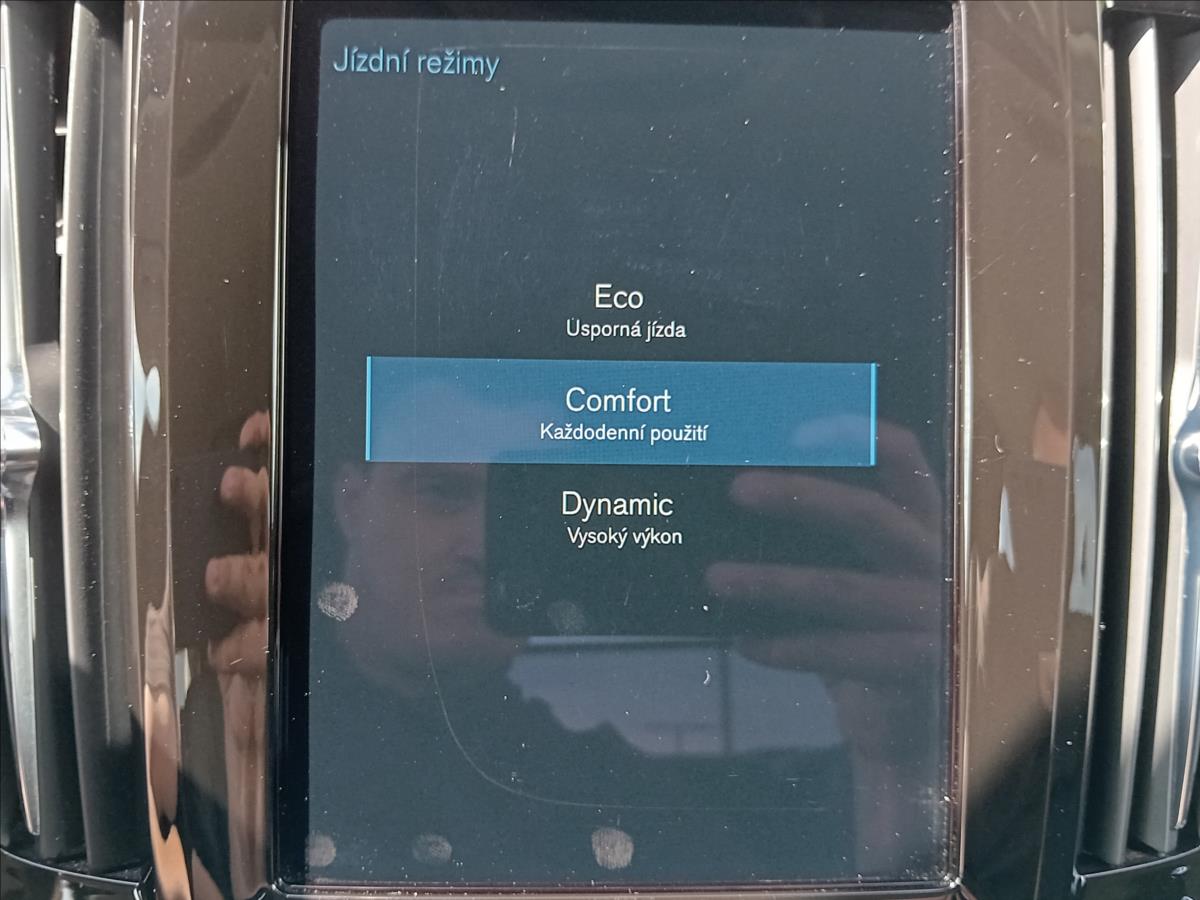 Jízdní režimy
Eco
Úsporná jízda
Comfort
Každodenní použití
Dynamic
Vysoký výkon